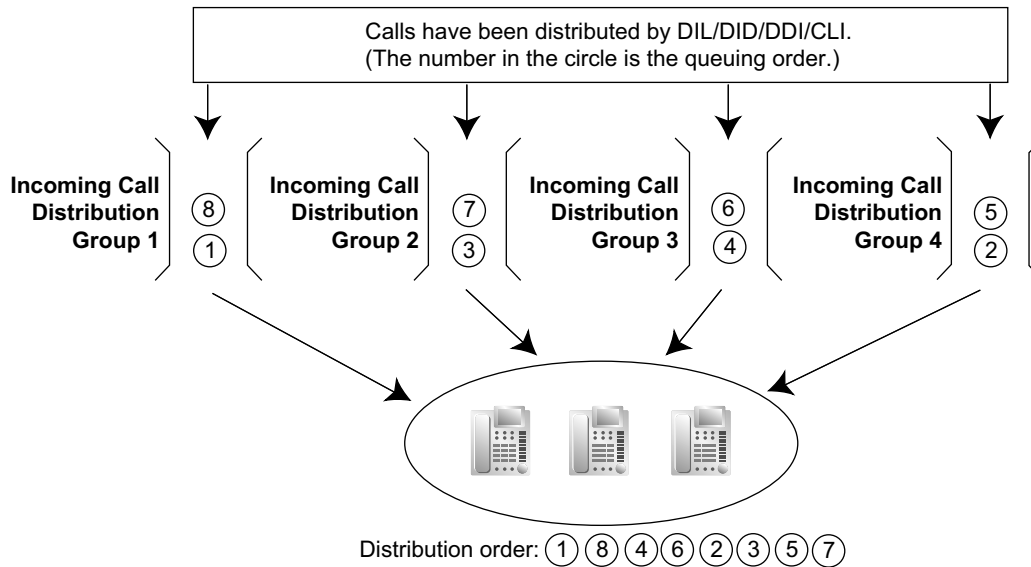 Calls have been distributed by DIL/DID/DDI/CLI.
(The number in the circle is the queuing order.)
Incoming Call
Distribution
Group 1
8
1
Incoming Call
Distribution
Group 2
7
3
Incoming Call
Distribution
Group 3
6
4
Incoming Call
Distribution
Group 4
5
2
Distribution order: 1 8 4 6 2 3 5 7